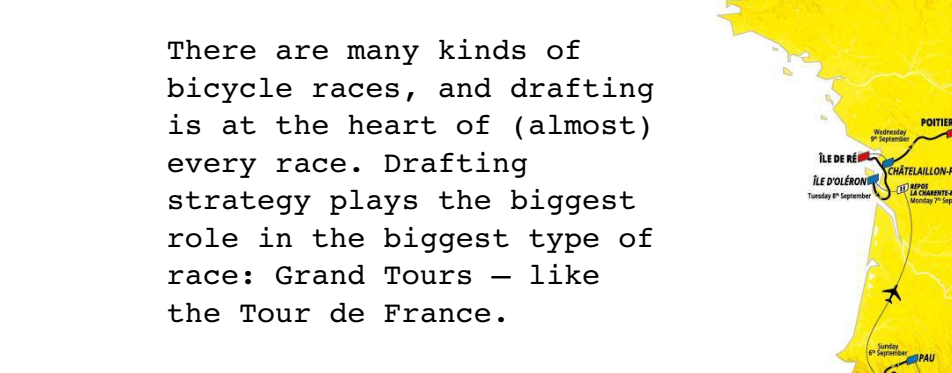 There are many kinds of
bicycle races, and drafting
is at the heart of (almost)
every race. Drafting
strategy plays the biggest
role in the biggest type of
race: Grand Tours — like
the Tour de France.
Wednesday
9th September
POITIER
ÎLE DE RÉ
CHÂTELAILLON-P
ÎLE D'OLÉRON
Tuesday 8th September
REPOS
LA CHARENTE-
Monday 7th Sep
Sunday
6th September
PAU